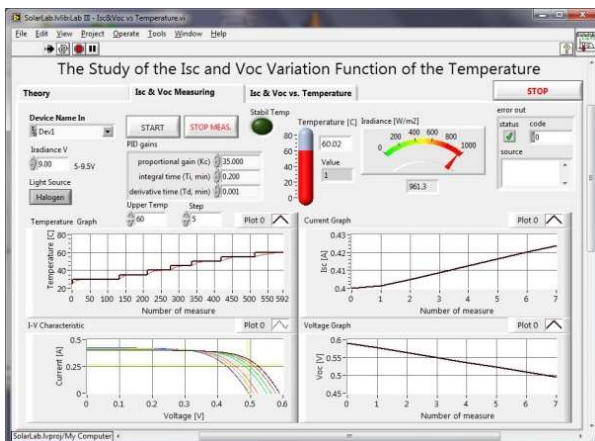 SolarLab.lvlib:Lab III - Isc&Voc vs Temperature.vi
File Edit View Project Operate Tools Window Help
The Study of the Isc and Voc Variation Function of the Temperature
Theory
Isc & Voc Measuring
Isc & Voc vs. Temperature
STOP
Device Name In
Dev1
Irradiance V
9.00
5-9.5V
Light Source
Halogen
START
STOP MEAS.
Stabil Temp
PID gains
proportional gain (Kc) 35.000
integral time (Ti, min) 0.200
derivative time (Td, min) 0.001
Upper Temp
60
Step
5
Temperature [C]
80
60
40
20
0
60.02
Value
1
Irradiance [W/m2]
0 200 400 600 800 1000
961.3
error out
status code
0
source
Temperature Graph
Plot 0
Temperature [C]
80
60
40
20
0 50 100 150 200 250 300 350 400 450 500 550 592
Number of measure
Current Graph
Plot 0
Isc [A]
0.43
0.42
0.41
0.4
0 1 2 3 4 5 6 7
Number of measure
I-V Characteristic
Plot 0
Current [A]
0.5
0.25
0
0 0.1 0.2 0.3 0.4 0.5 0.6
Voltage [V]
Voltage Graph
Plot 0
Voc [V]
0.6
0.55
0.5
0.45
0 1 2 3 4 5 6 7
Number of measure
SolarLab.lvproj/My Computer